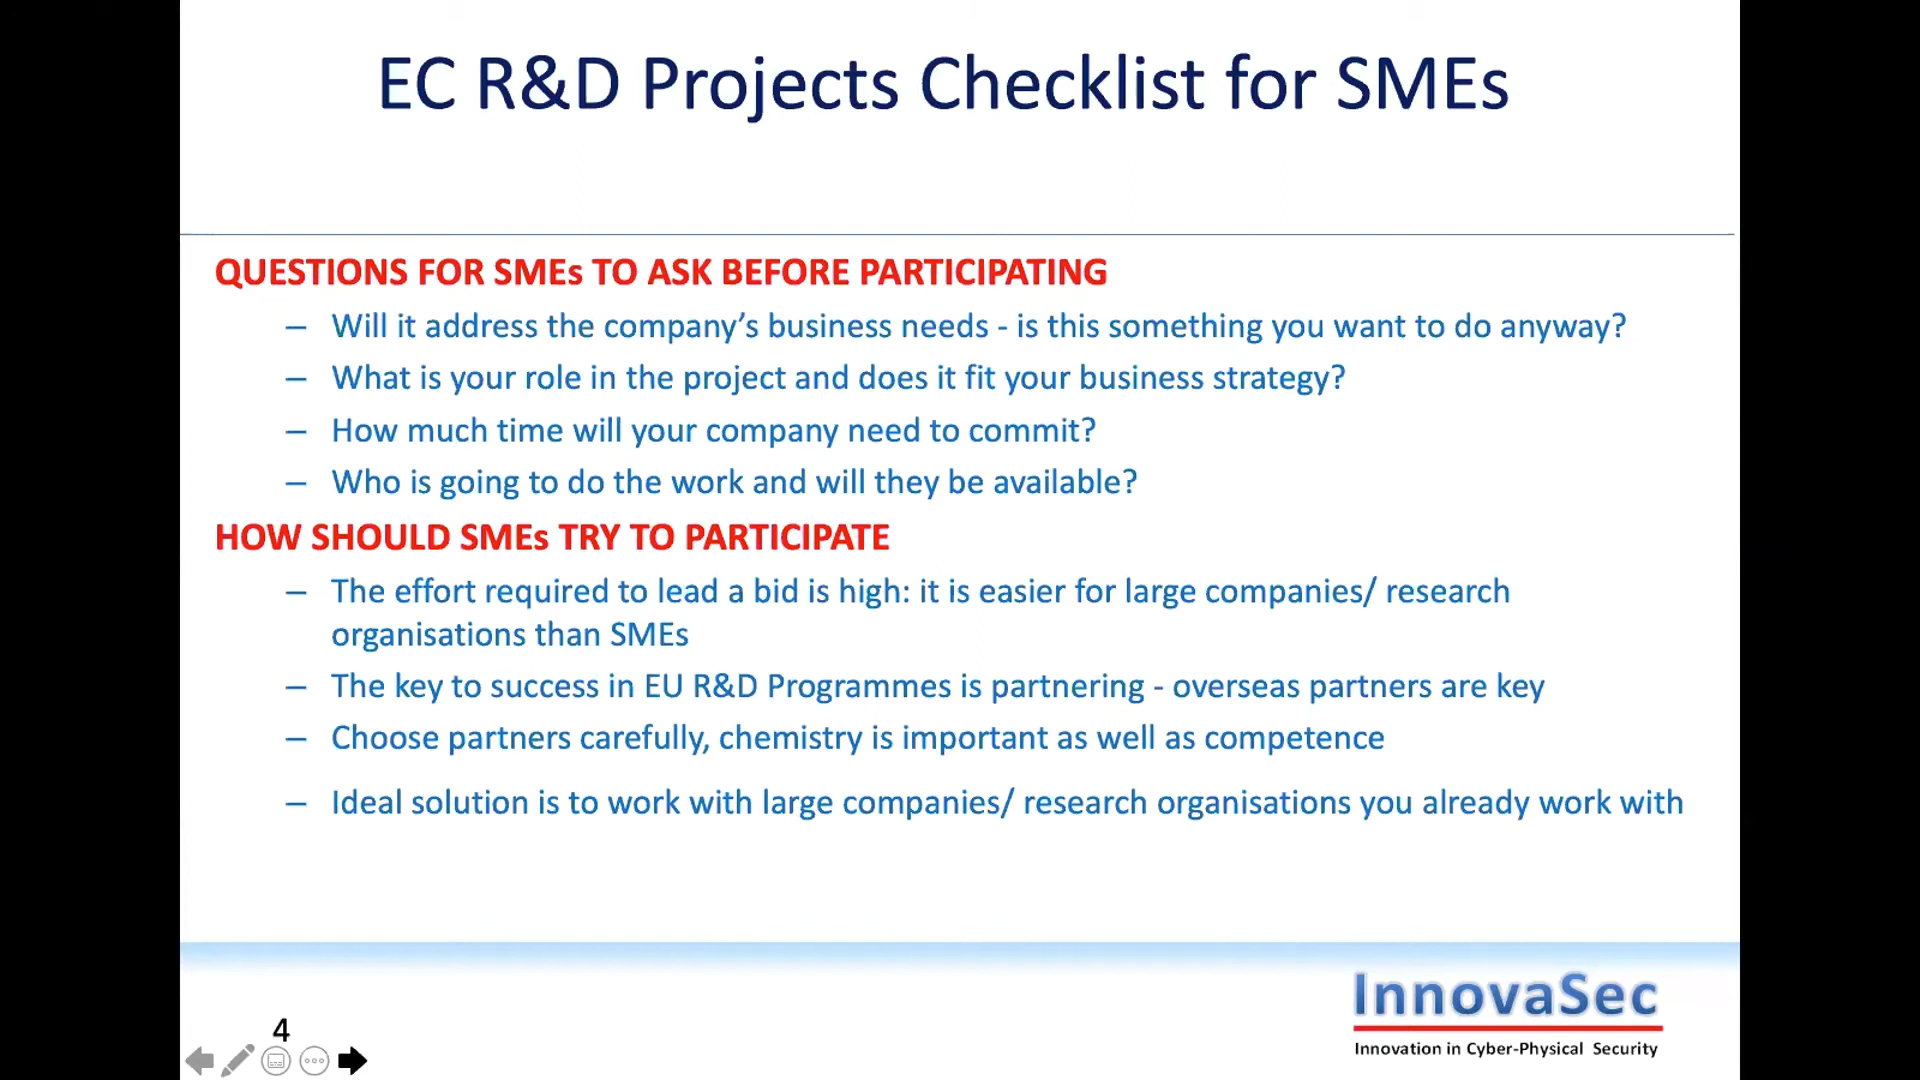 EC R&D Projects Checklist for SMEs
QUESTIONS FOR SMEs TO ASK BEFORE PARTICIPATING
– Will it address the company’s business needs - is this something you want to do anyway?
– What is your role in the project and does it fit your business strategy?
– How much time will your company need to commit?
– Who is going to do the work and will they be available?
HOW SHOULD SMEs TRY TO PARTICIPATE
– The effort required to lead a bid is high: it is easier for large companies/ research
organisations than SMEs
– The key to success in EU R&D Programmes is partnering - overseas partners are key
– Choose partners carefully, chemistry is important as well as competence
– Ideal solution is to work with large companies/ research organisations you already work with
InnovaSec
Innovation in Cyber-Physical Security
4